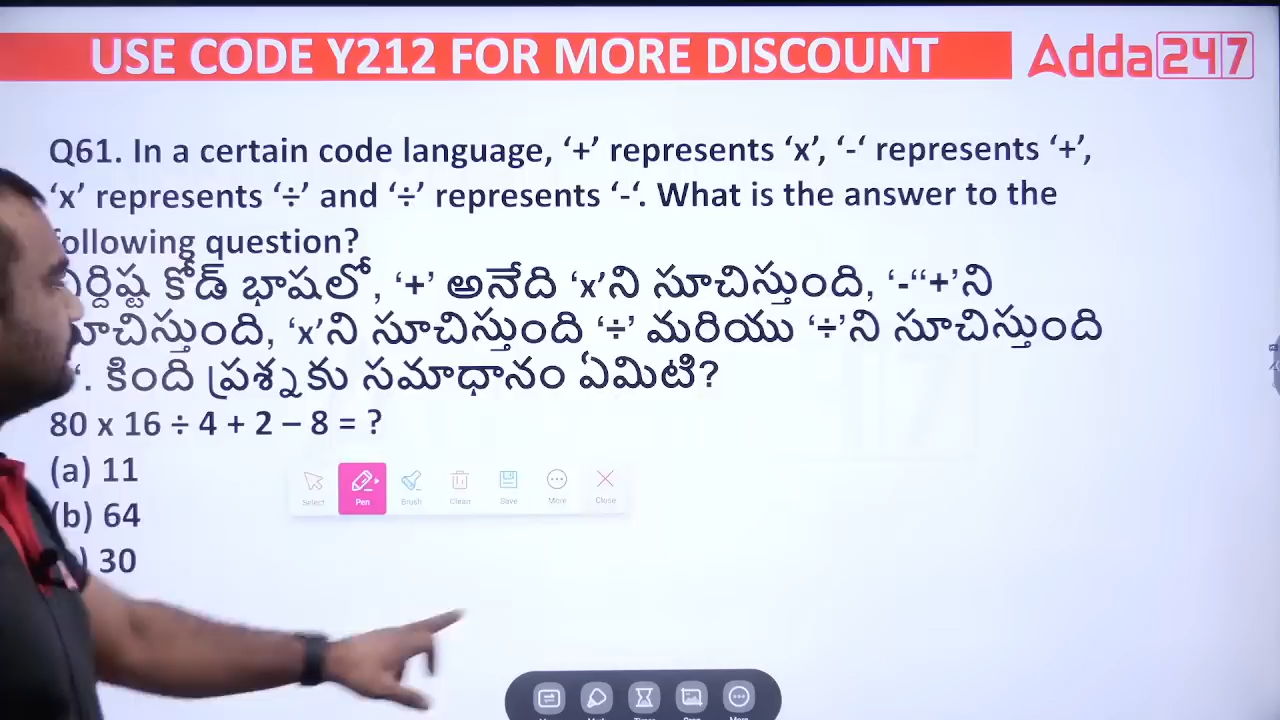 USE CODE Y212 FOR MORE DISCOUNT
Adda247
Q61. In a certain code language, ‘+’ represents ‘x’, ‘-‘ represents ‘+’,
‘x’ represents ‘÷’ and ‘÷’ represents ‘-‘. What is the answer to the
following question?
నిర్దిష్ట కోడ్ భాషలో, ‘+’ అనేది ‘x’ని సూచిస్తుంది, ‘-‘‘+’ని
సూచిస్తుంది, ‘x’ని సూచిస్తుంది ‘÷’ మరియు ‘÷’ని సూచిస్తుంది
‘. కింది ప్రశ్నకు సమాధానం ఏమిటి?
80 x 16 ÷ 4 + 2 – 8 = ?
(a) 11
(b) 64
) 30
Select Pen Brush Clean Save More Close
More